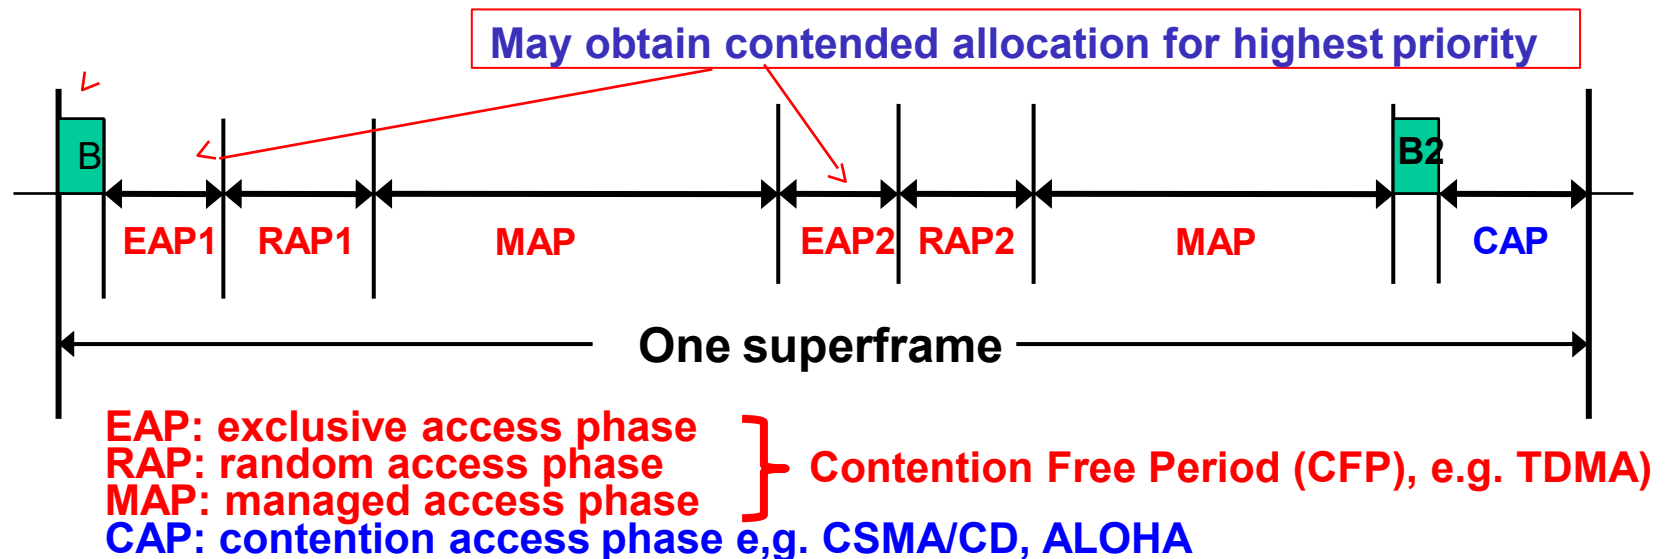 May obtain contended allocation for highest priority
B
B2
EAP1
RAP1
MAP
EAP2
RAP2
MAP
CAP
One superframe
EAP: exclusive access phase
RAP: random access phase
MAP: managed access phase
Contention Free Period (CFP), e.g. TDMA)
CAP: contention access phase e,g. CSMA/CD, ALOHA